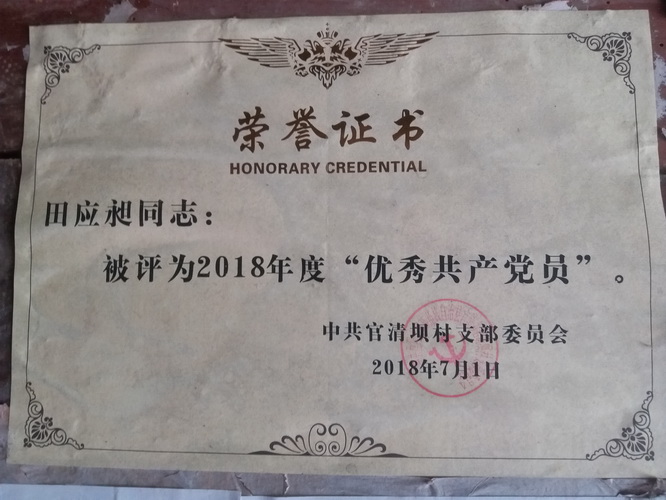 荣誉证书
HONORARY CREDENTIAL
田应昶同志：
被评为2018年度“优秀共产党员”。
中共官清坝村支部委员会
2018年7月1日